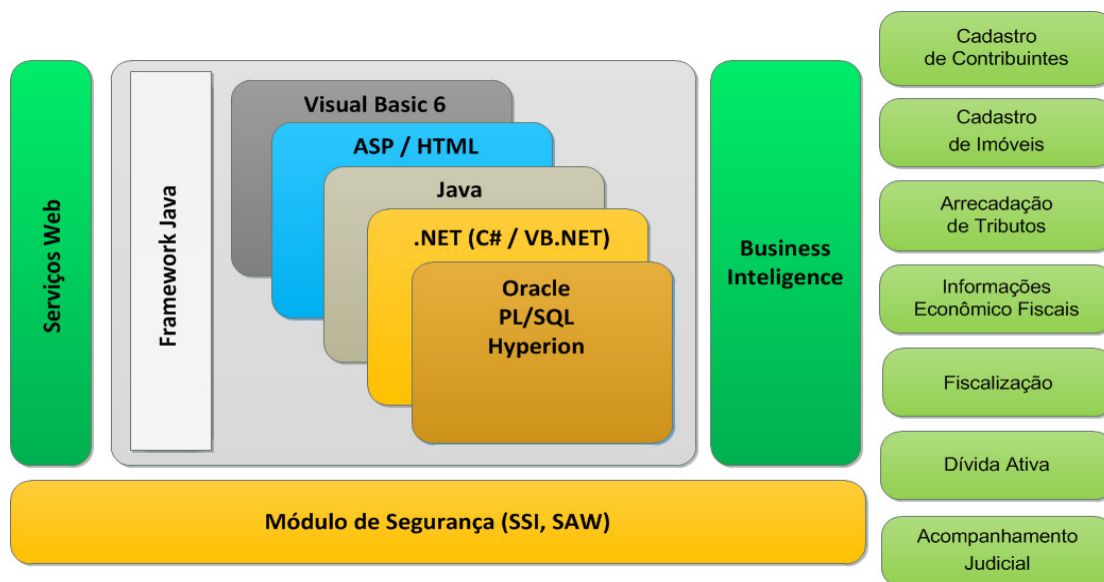 Serviços Web
Framework Java
Visual Basic 6
ASP / HTML
Java
.NET (C# / VB.NET)
Oracle
PL/SQL
Hyperion
Business
Inteligence
Módulo de Segurança (SSI, SAW)
Cadastro
de Contribuintes
Cadastro
de Imóveis
Arrecadação
de Tributos
Informações
Econômico Fiscais
Fiscalização
Dívida Ativa
Acompanhamento
Judicial